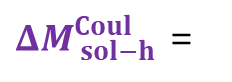 ΔM^Coul_sol−h =